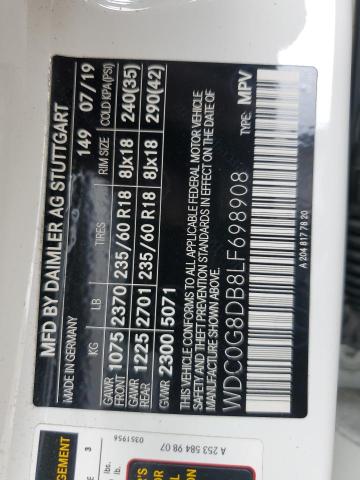 MFD BY DAIMLER AG STUTTGART
MADE IN GERMANY 149 07/19
KG LB TIRES RIM SIZE COLD KPA(PSI)
GAWR FRONT 1075 2370 235/60 R18 8Jx18 240(35)
GAWR REAR 1225 2701 235/60 R18 8Jx18 290(42)
GVWR 2300 5071
THIS VEHICLE CONFORMS TO ALL APPLICABLE FEDERAL MOTOR VEHICLE
SAFETY AND THEFT PREVENTION STANDARDS IN EFFECT ON THE DATE OF
MANUFACTURE SHOWN ABOVE.
TYPE: MPV
WDC0G8DB8LF698908
A 204 817 78 20
A 253 584 98 07
0351956
3
lbs.
lb.